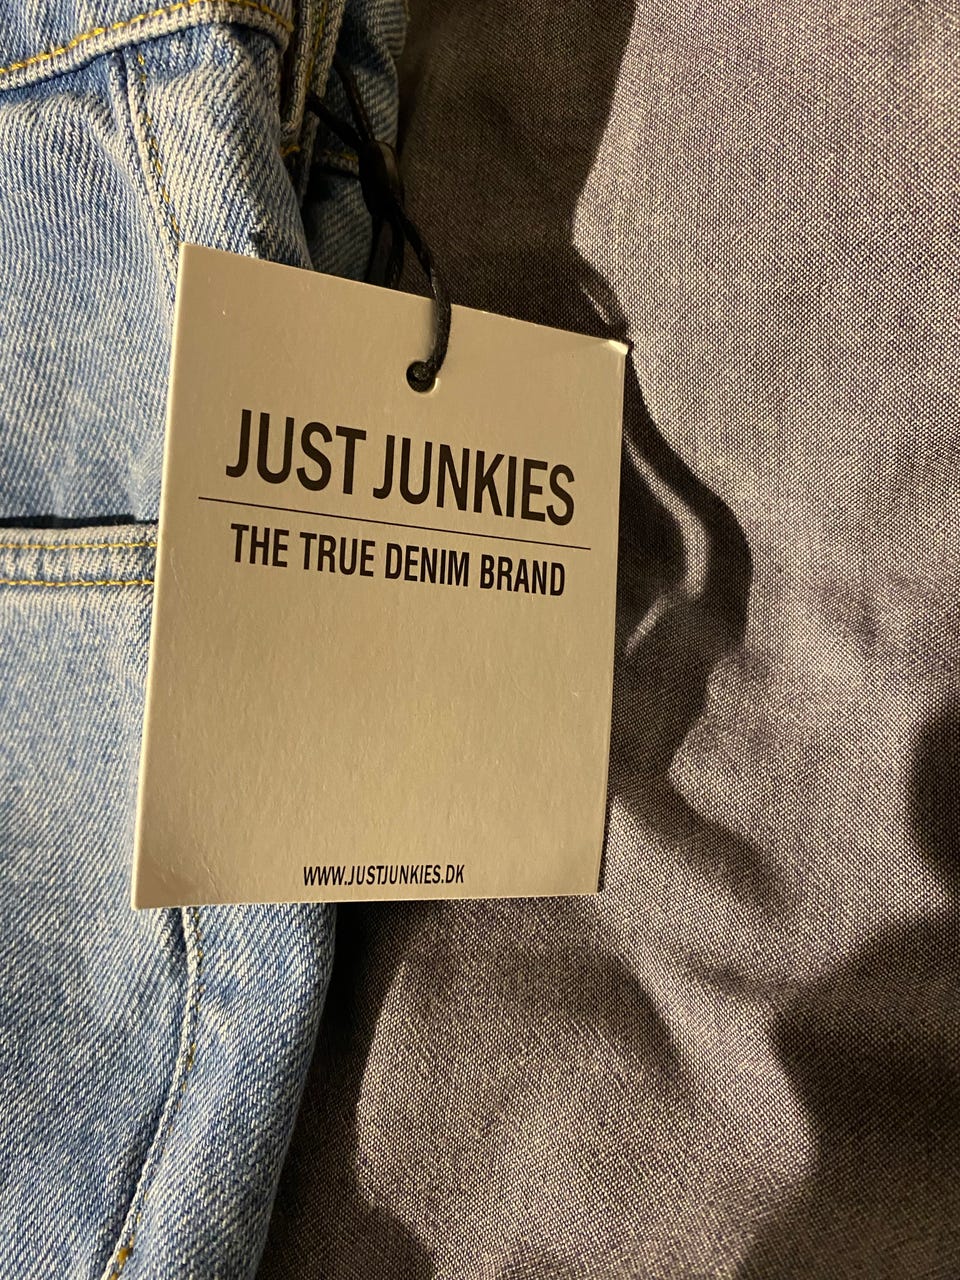 JUST JUNKIES
THE TRUE DENIM BRAND
WWW.JUSTJUNKIES.DK